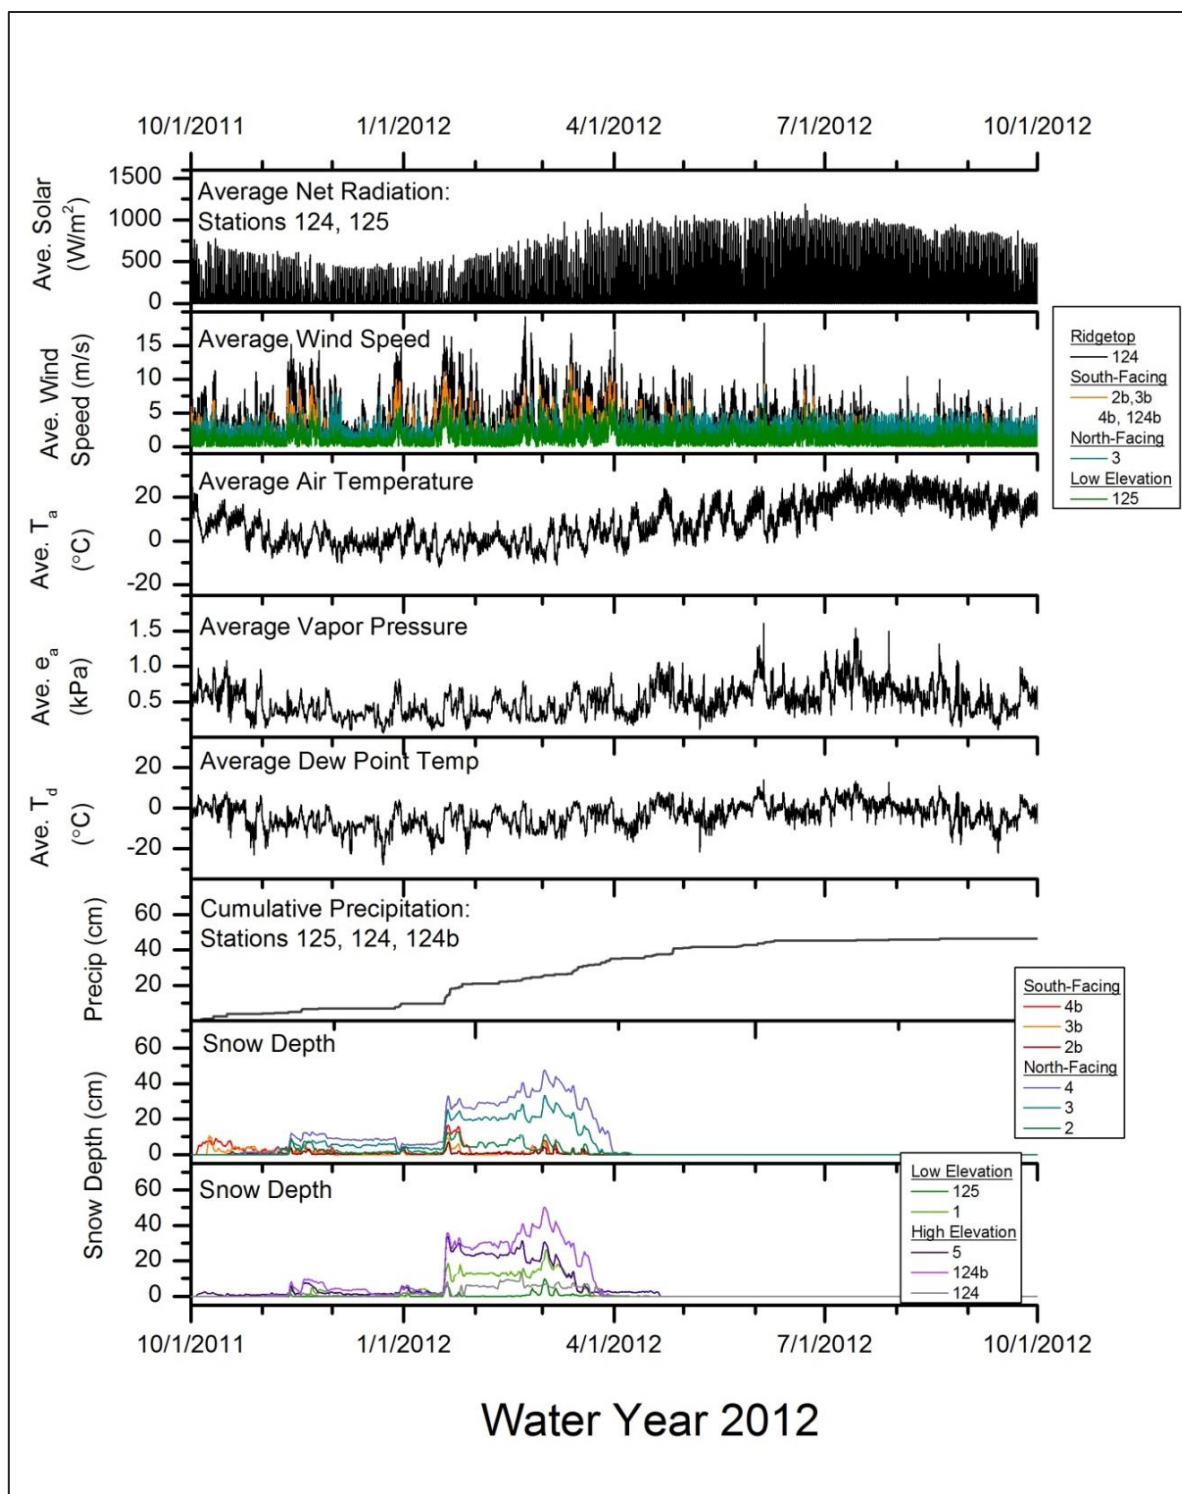 10/1/2011 1/1/2012 4/1/2012 7/1/2012 10/1/2012
Ave. Solar
(W/m²)
1500
1000
500
0
Average Net Radiation:
Stations 124, 125
Ave. Wind
Speed (m/s)
15
10
5
0
Average Wind Speed
Ridgetop
124
South-Facing
2b,3b
4b, 124b
North-Facing
3
Low Elevation
125
Ave. Tₐ
(°C)
20
0
-20
Average Air Temperature
Ave. eₐ
(kPa)
1.5
1.0
0.5
Average Vapor Pressure
Ave. T_d
(°C)
20
0
-20
Average Dew Point Temp
Precip (cm)
60
40
20
Cumulative Precipitation:
Stations 125, 124, 124b
Snow Depth (cm)
60
40
20
0
Snow Depth
South-Facing
4b
3b
2b
North-Facing
4
3
2
60
40
20
0
Snow Depth
Low Elevation
125
1
High Elevation
5
124b
124
10/1/2011 1/1/2012 4/1/2012 7/1/2012 10/1/2012
Water Year 2012